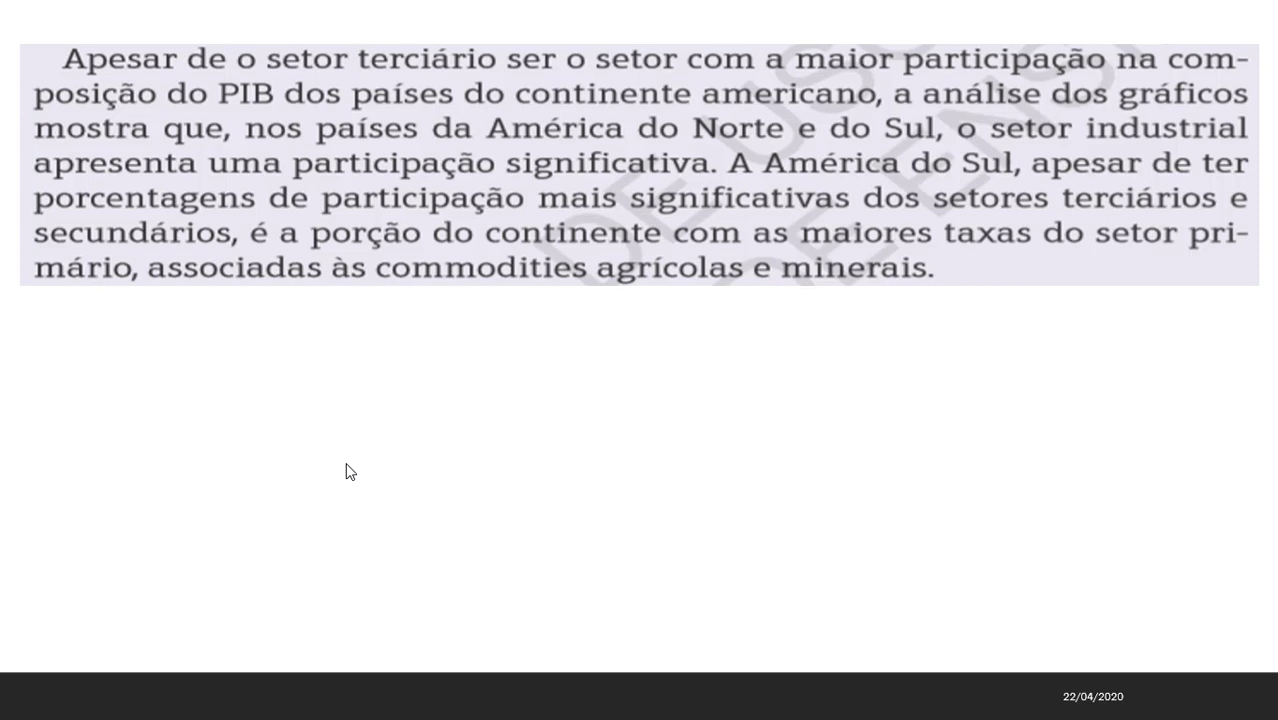 Apesar de o setor terciário ser o setor com a maior participação na com-
posição do PIB dos países do continente americano, a análise dos gráficos
mostra que, nos países da América do Norte e do Sul, o setor industrial
apresenta uma participação significativa. A América do Sul, apesar de ter
porcentagens de participação mais significativas dos setores terciários e
secundários, é a porção do continente com as maiores taxas do setor pri-
mário, associadas às commodities agrícolas e minerais.
22/04/2020